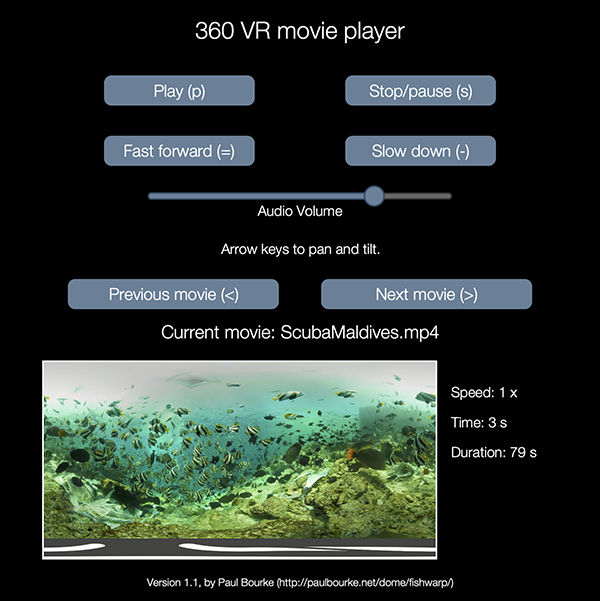 360 VR movie player
Play (p)
Stop/pause (s)
Fast forward (=)
Slow down (-)
Audio Volume
Arrow keys to pan and tilt.
Previous movie (<)
Next movie (>)
Current movie: ScubaMaldives.mp4
Speed: 1 x
Time: 3 s
Duration: 79 s
Version 1.1, by Paul Bourke (http://paulbourke.net/dome/fishwarp/)